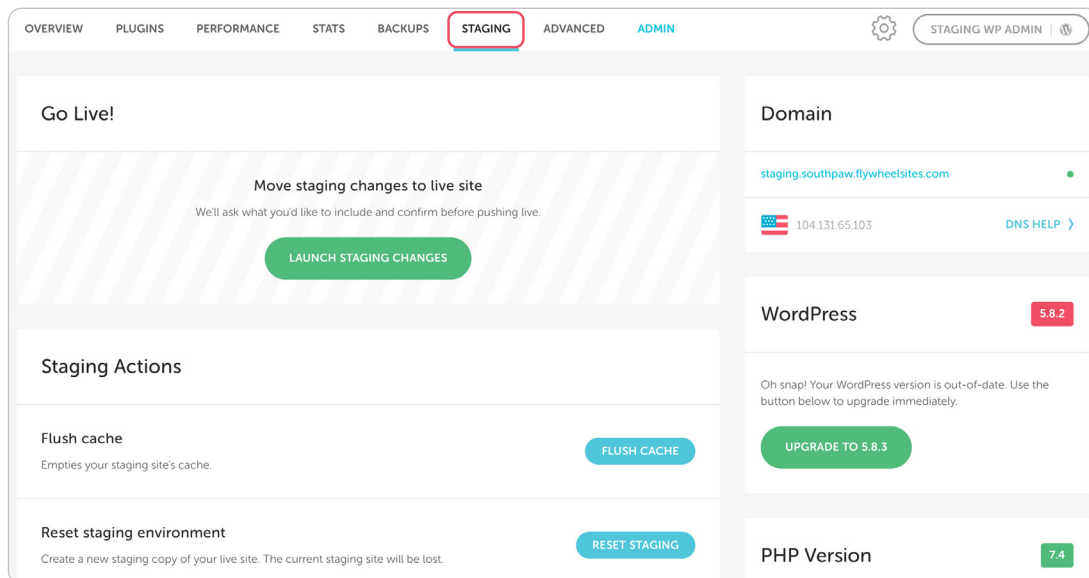 OVERVIEW PLUGINS PERFORMANCE STATS BACKUPS STAGING ADVANCED ADMIN STAGING WP ADMIN
Go Live!
Move staging changes to live site
We'll ask what you'd like to include and confirm before pushing live.
LAUNCH STAGING CHANGES
Staging Actions
Flush cache
Empties your staging site's cache.
FLUSH CACHE
Reset staging environment
Create a new staging copy of your live site. The current staging site will be lost.
RESET STAGING
Domain
staging.southpaw.flywheelsites.com
104.131.65.103 DNS HELP
WordPress 5.8.2
Oh snap! Your WordPress version is out-of-date. Use the
button below to upgrade immediately.
UPGRADE TO 5.8.3
PHP Version 7.4